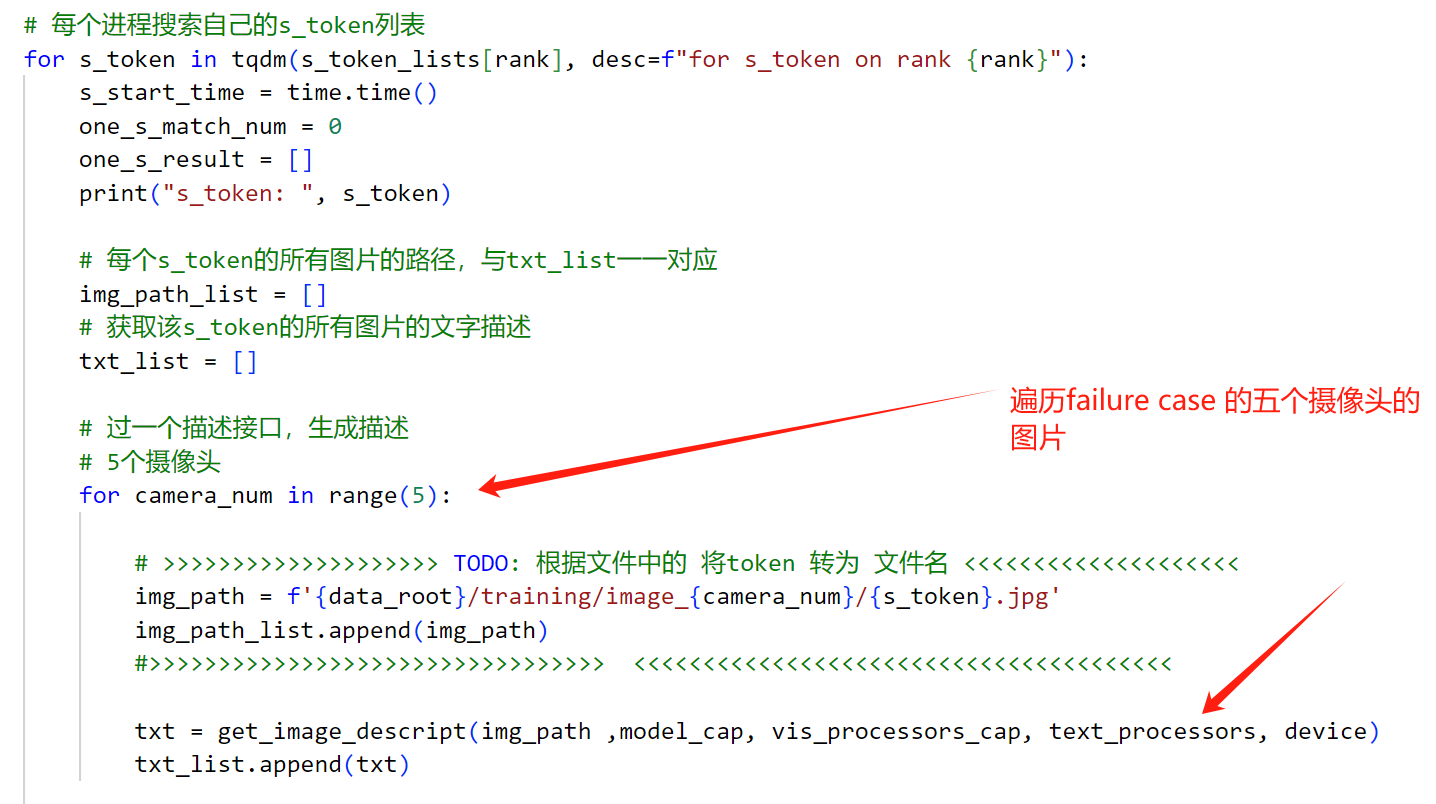 # 每个进程搜索自己的s_token列表
for s_token in tqdm(s_token_lists[rank], desc=f"for s_token on rank {rank}"):
    s_start_time = time.time()
    one_s_match_num = 0
    one_s_result = []
    print("s_token: ", s_token)
    # 每个s_token的所有图片的路径，与txt_list一一对应
    img_path_list = []
    # 获取该s_token的所有图片的文字描述
    txt_list = []
遍历failure case 的五个摄像头的
图片
    # 过一个描述接口，生成描述
    # 5个摄像头
    for camera_num in range(5):
        # >>>>>>>>>>>>>>>>>>>> TODO: 根据文件中的 将token 转为 文件名 <<<<<<<<<<<<<<<<<<<<
        img_path = f'{data_root}/training/image_{camera_num}/{s_token}.jpg'
        img_path_list.append(img_path)
        #>>>>>>>>>>>>>>>>>>>>>>>>>>>>>>>>>  <<<<<<<<<<<<<<<<<<<<<<<<<<<<<<<<<<<<<<<
        txt = get_image_descript(img_path ,model_cap, vis_processors_cap, text_processors, device)
        txt_list.append(txt)